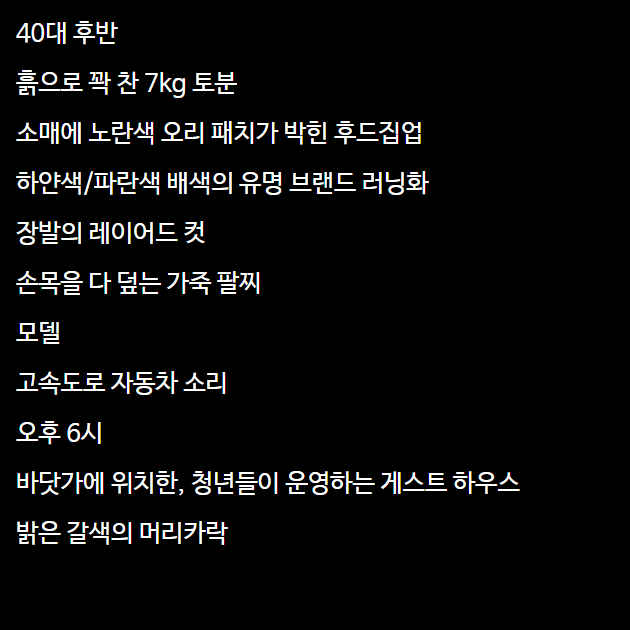 40대 후반
흙으로 꽉 찬 7kg 토분
소매에 노란색 오리 패치가 박힌 후드집업
하얀색/파란색 배색의 유명 브랜드 러닝화
장발의 레이어드 컷
손목을 다 덮는 가죽 팔찌
모델
고속도로 자동차 소리
오후 6시
바닷가에 위치한, 청년들이 운영하는 게스트 하우스
밝은 갈색의 머리카락